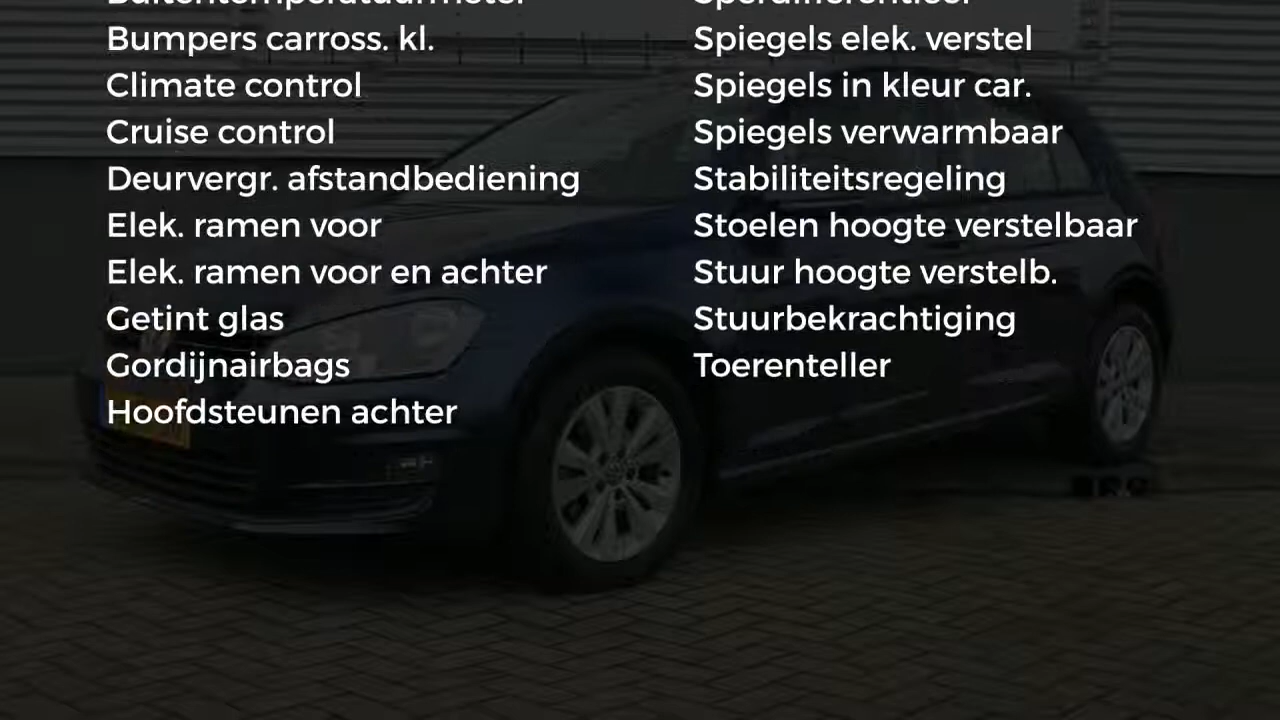 Buitentemperatuurmeter
Bumpers carross. kl.
Climate control
Cruise control
Deurvergr. afstandbediening
Elek. ramen voor
Elek. ramen voor en achter
Getint glas
Gordijnairbags
Hoofdsteunen achter
Sperdifferentieel
Spiegels elek. verstel
Spiegels in kleur car.
Spiegels verwarmbaar
Stabiliteitsregeling
Stoelen hoogte verstelbaar
Stuur hoogte verstelb.
Stuurbekrachtiging
Toerenteller